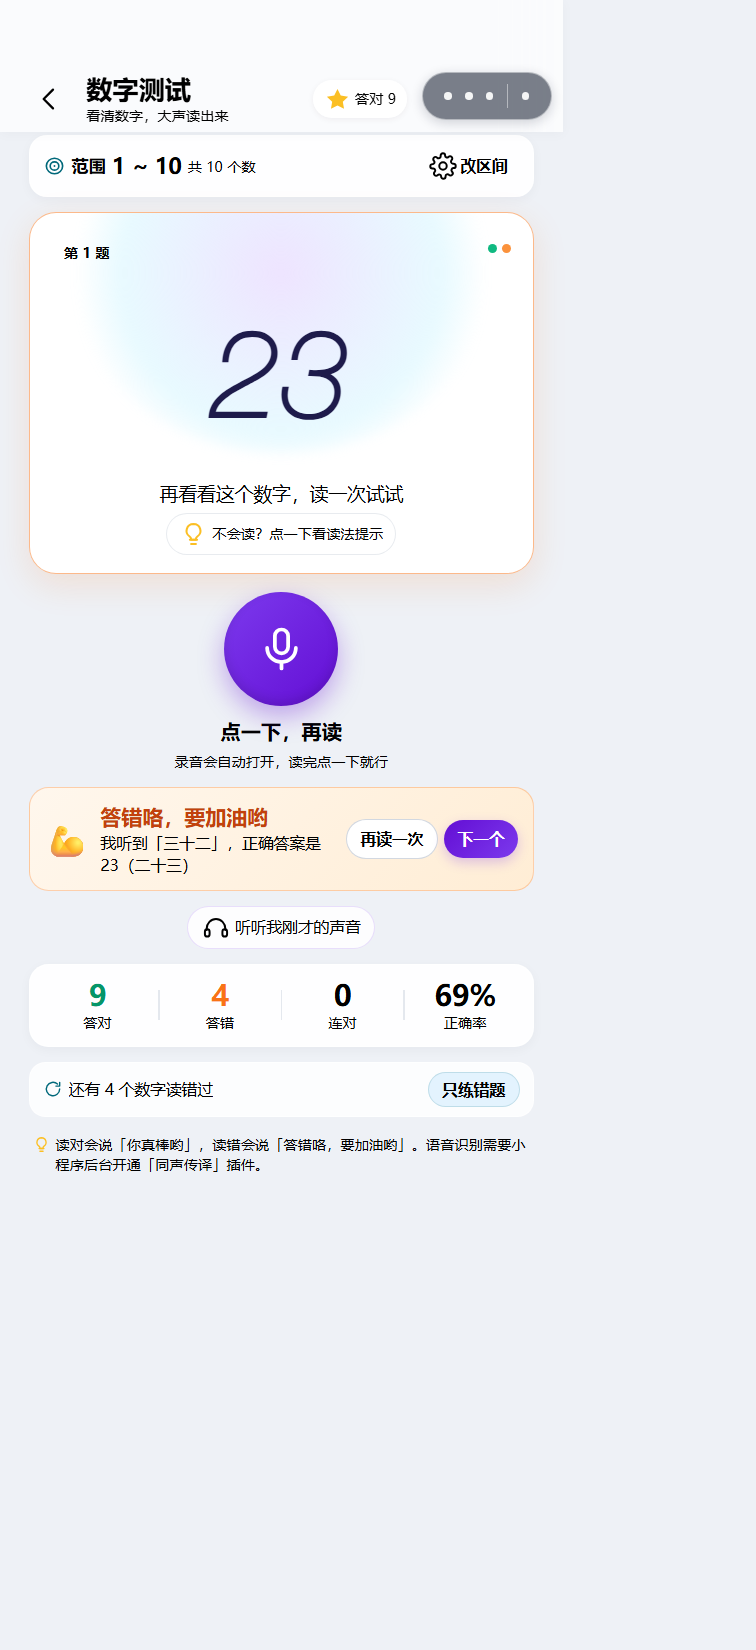 数字测试
看清数字，大声读出来
答对 9
范围 1 ~ 10 共 10 个数
改区间
第 1 题
23
再看看这个数字，读一次试试
不会读？点一下看读法提示
点一下，再读
录音会自动打开，读完点一下就行
答错咯，要加油哟
我听到「三十二」，正确答案是
23（二十三）
再读一次
下一个
听听我刚才的声音
9
答对
4
答错
0
连对
69%
正确率
还有 4 个数字读错过
只练错题
读对会说「你真棒哟」，读错会说「答错咯，要加油哟」。语音识别需要小
程序后台开通「同声传译」插件。